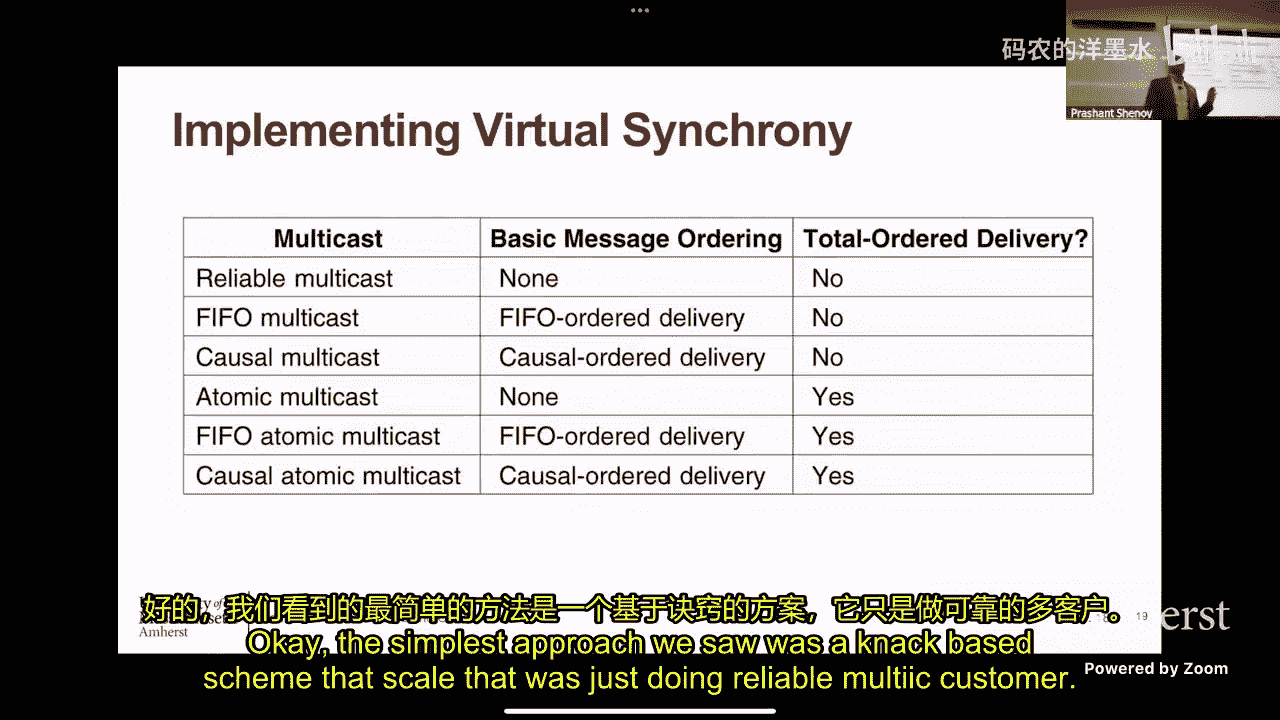 码农的洋墨水
Prashant Shenoy
Implementing Virtual Synchrony
Multicast Basic Message Ordering Total-Ordered Delivery?
Reliable multicast None No
FIFO multicast FIFO-ordered delivery No
Causal multicast Causal-ordered delivery No
Atomic multicast None Yes
FIFO atomic multicast FIFO-ordered delivery Yes
Causal atomic multicast Causal-ordered delivery Yes
好的，我们看到的最简单的方法是一个基于诀窍的方案，它只是做可靠的多客户。
Amherst
19
erst
Okay, the simplest approach we saw was a knack based
scheme that scale that was just doing reliable multiic customer.
Powered by Zoom